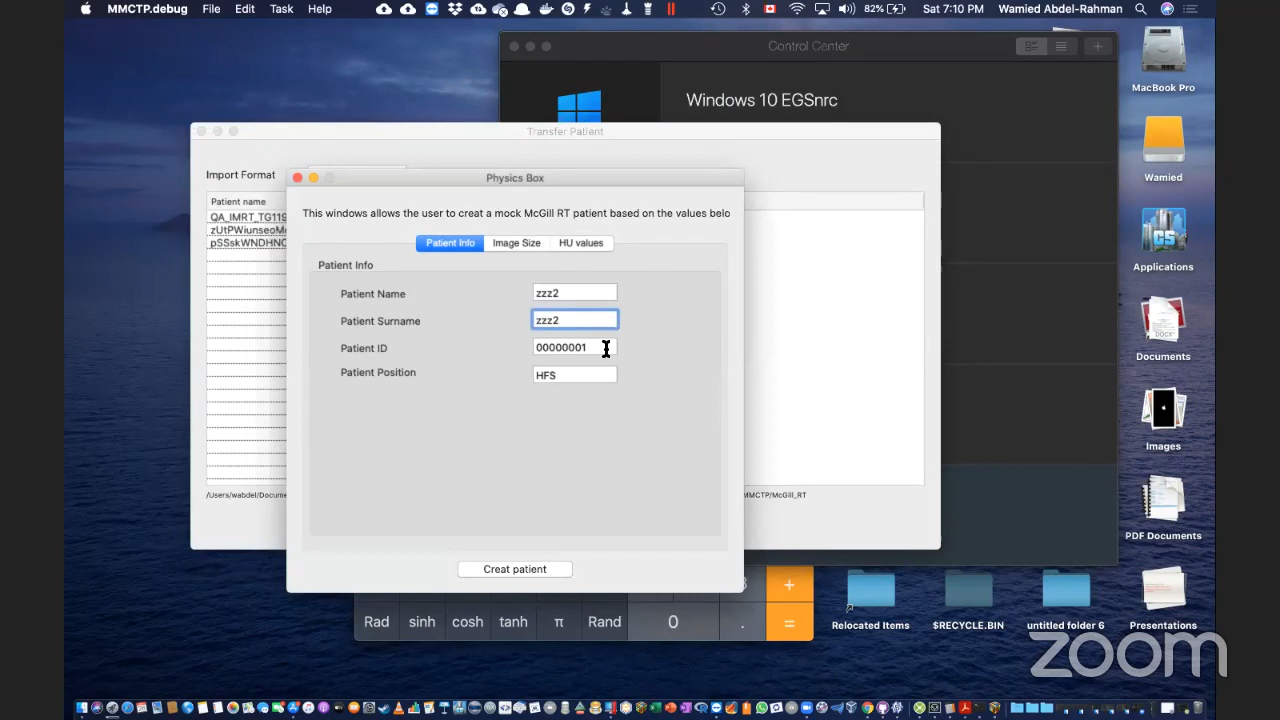 MMCTP.debug File Edit Task Help 82% Sat 7:10 PM Wamied Abdel-Rahman
Control Center
MacBook Pro
Windows 10 EGSnrc
Transfer Patient
Import Format
Physics Box
Wamied
Patient name
QA_IMRT_TG119
This windows allows the user to creat a mock McGill RT patient based on the values belo
Patient Info Image Size HU values
Patient Info
Applications
Patient Name zzz2
Patient Surname zzz2
Patient ID 00000001
Documents
Patient Position HFS
Images
/Users/wabdel/Docume
MMCTP/McGill_RT
PDF Documents
Creat patient
+
Rad sinh cosh tanh π Rand 0 . =
Relocated Items $RECYCLE.BIN untitled folder 6 Presentations
zoom